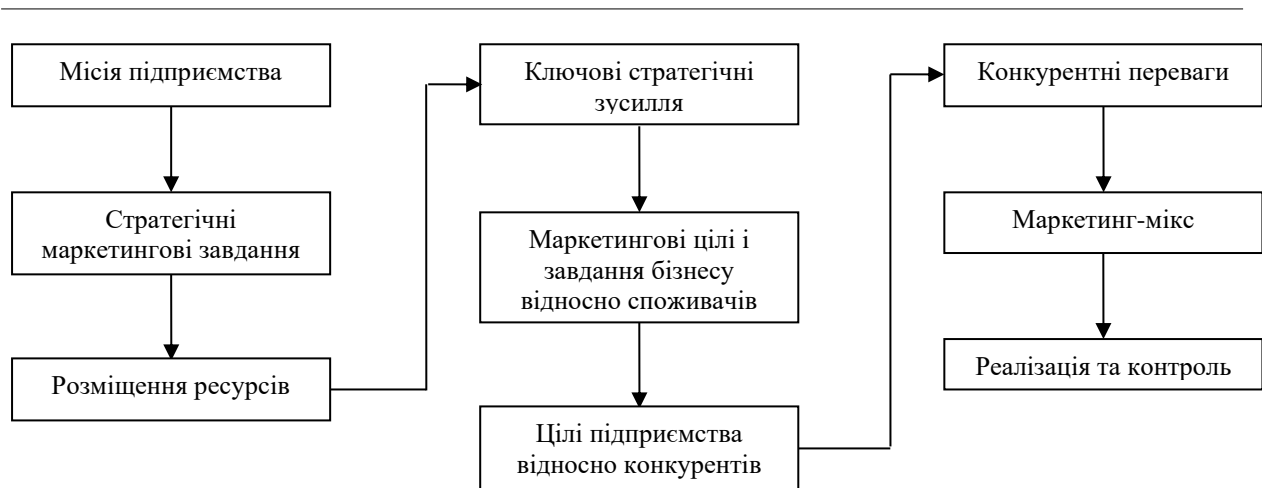 Місія підприємства
Стратегічні
маркетингові завдання
Розміщення ресурсів
Ключові стратегічні
зусилля
Маркетингові цілі і
завдання бізнесу
відносно споживачів
Цілі підприємства
відносно конкурентів
Конкурентні переваги
Маркетинг-мікс
Реалізація та контроль